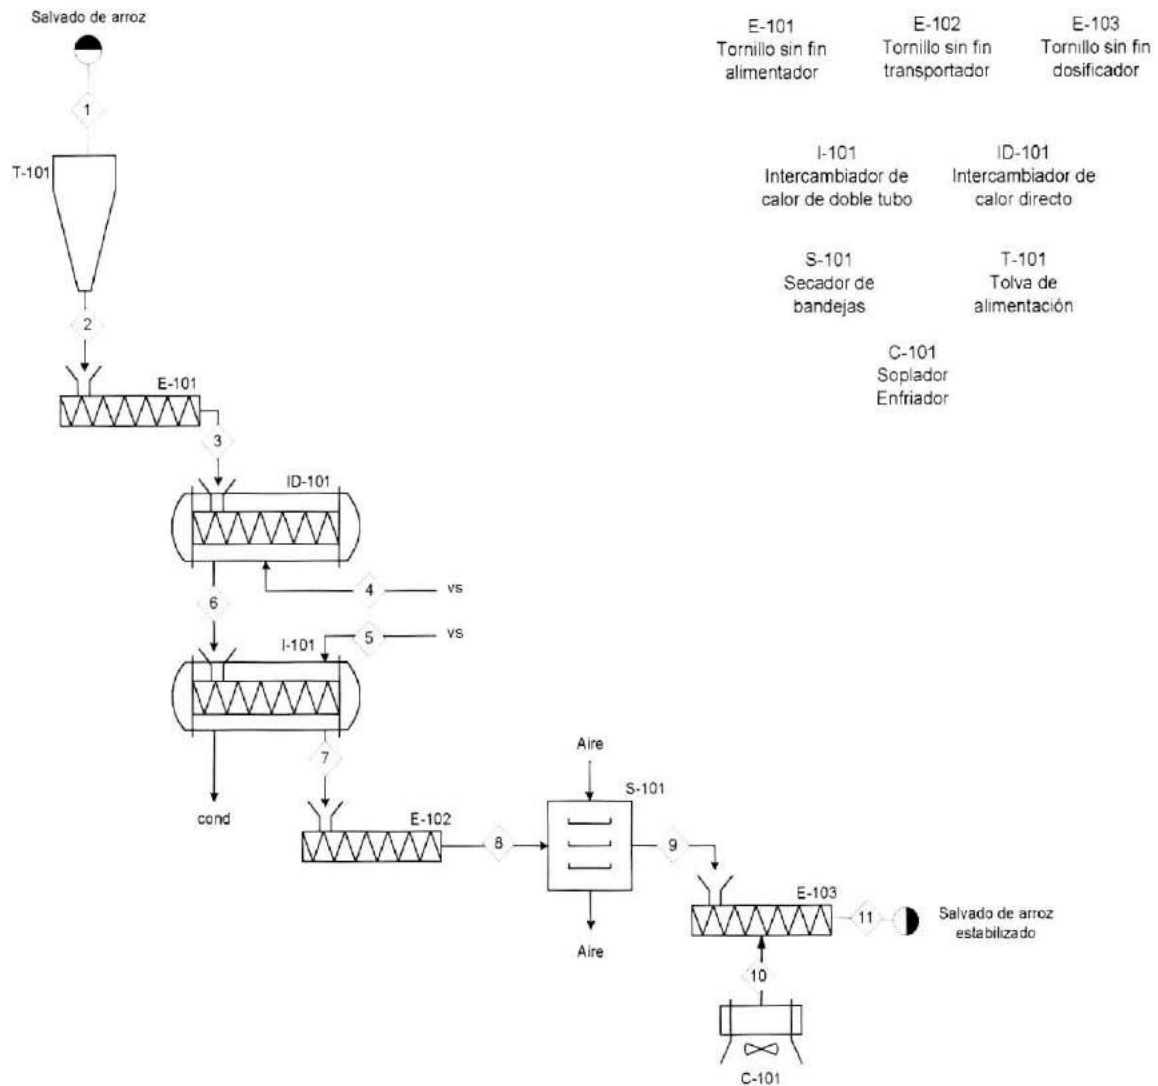 Salvado de arroz
1
T-101
2
E-101
3
ID-101
4
vs
6
5
vs
I-101
7
cond
E-102
8
Aire
S-101
Aire
9
E-103
11
Salvado de arroz
estabilizado
10
C-101
E-101
Tornillo sin fin
alimentador
E-102
Tornillo sin fin
transportador
E-103
Tornillo sin fin
dosificador
I-101
Intercambiador de
calor de doble tubo
ID-101
Intercambiador de
calor directo
S-101
Secador de
bandejas
T-101
Tolva de
alimentación
C-101
Soplador
Enfriador